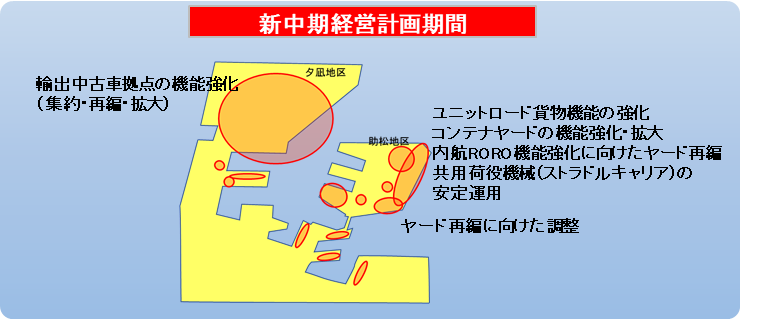 新中期経営計画期間
夕凪地区
輸出中古車拠点の機能強化
（集約・再編・拡大）
助松地区
ユニットロード貨物機能の強化
コンテナヤードの機能強化・拡大
内航RORO機能強化に向けたヤード再編
共用荷役機械（ストラドルキャリア）の
安定運用
ヤード再編に向けた調整